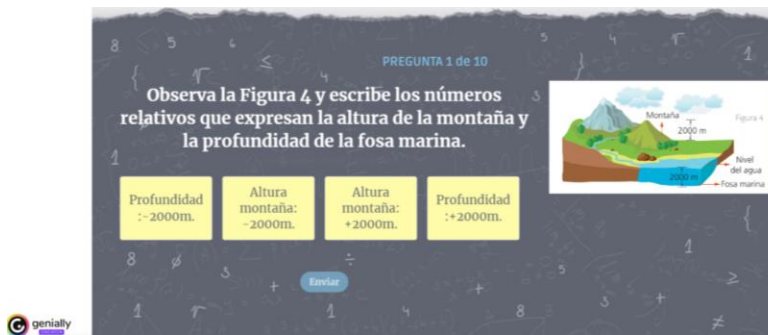 PREGUNTA 1 de 10
Observa la Figura 4 y escribe los números
relativos que expresan la altura de la montaña y
la profundidad de la fosa marina.
Montaña
2000 m
Figura 4
Nivel
del agua
2000 m
Fosa marina
Profundidad
:-2000m.
Altura
montaña:
-2000m.
Altura
montaña:
+2000m.
Profundidad
:+2000m.
Enviar
genially